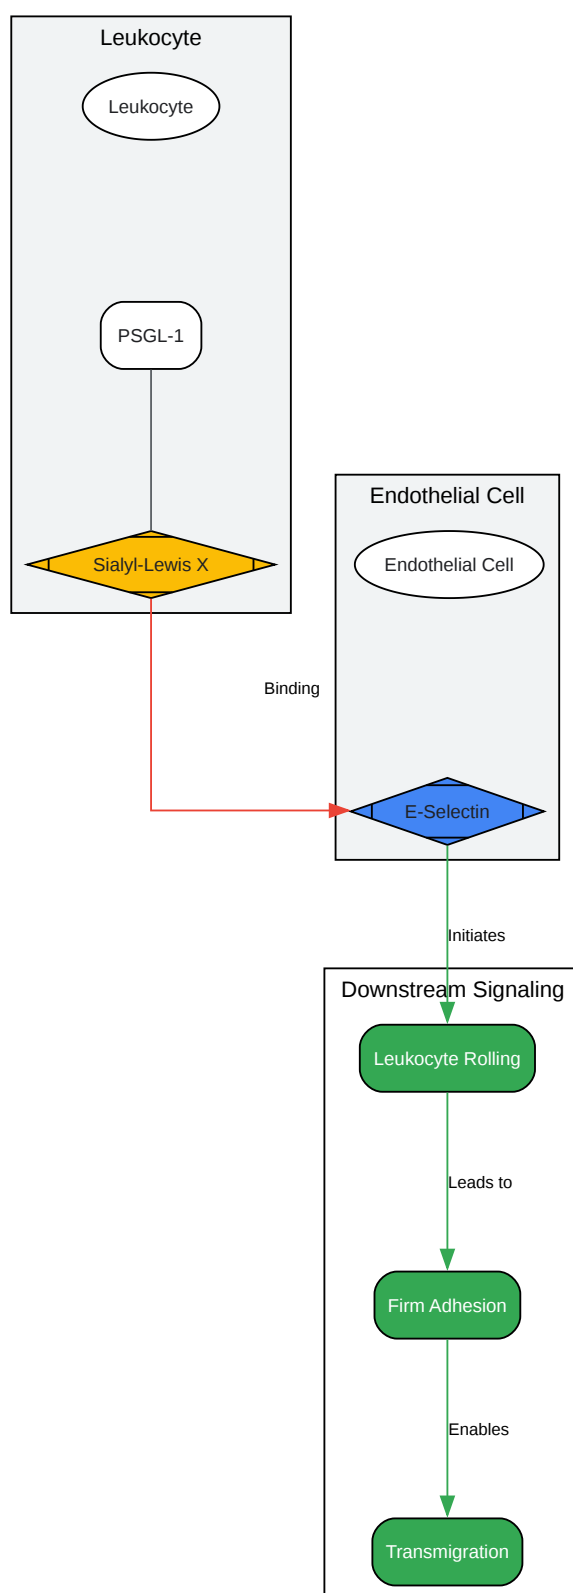 Leukocyte
Leukocyte
PSGL-1
Sialyl-Lewis X
Endothelial Cell
Endothelial Cell
Binding
E-Selectin
Initiates
Downstream Signaling
Leukocyte Rolling
Leads to
Firm Adhesion
Enables
Transmigration